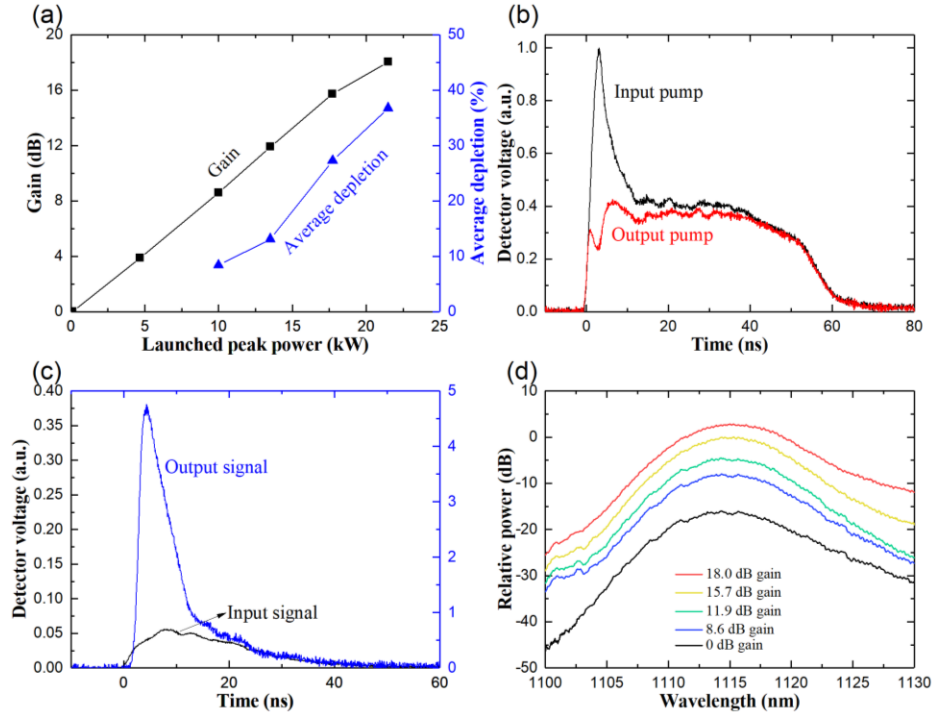 (a)
20
16
12
8
4
0
Gain (dB)
Gain
Average depletion
50
40
30
20
10
0
Average depletion (%)
0 5 10 15 20 25
Launched peak power (kW)
(b)
1.0
0.8
0.6
0.4
0.2
0.0
Detector voltage (a.u.)
Input pump
Output pump
0 20 40 60 80
Time (ns)
(c)
0.40
0.35
0.30
0.25
0.20
0.15
0.10
0.05
0.00
Detector voltage (a.u.)
Output signal
Input signal
5
4
3
2
1
0
0 20 40 60
Time (ns)
(d)
10
0
-10
-20
-30
-40
-50
Relative power (dB)
18.0 dB gain
15.7 dB gain
11.9 dB gain
8.6 dB gain
0 dB gain
1100 1105 1110 1115 1120 1125 1130
Wavelength (nm)